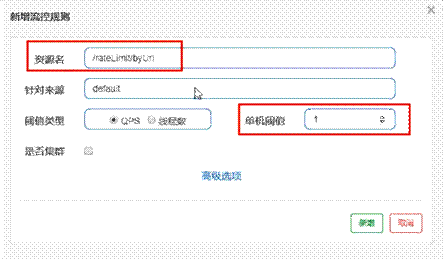 新增流控规则
资源名 /rateLimit/byUrl
针对来源 default
阈值类型 QPS 线程数 单机阈值 1
是否集群
高级选项
新增 取消